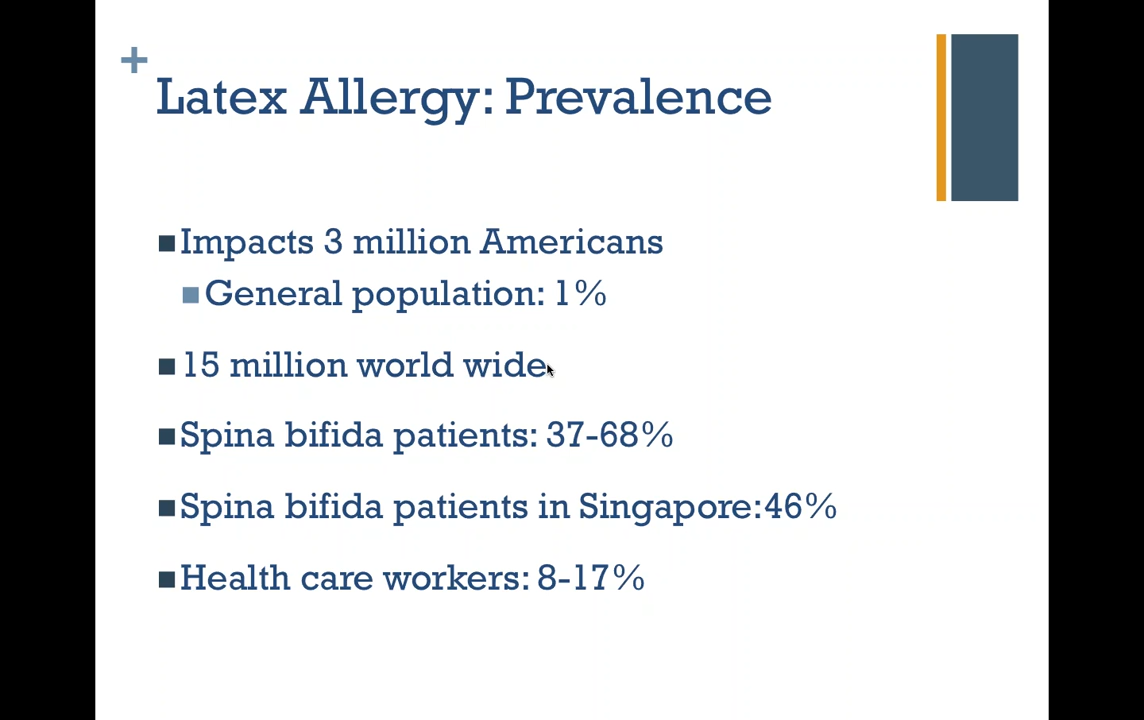 +
Latex Allergy: Prevalence
Impacts 3 million Americans
General population: 1%
15 million world wide
Spina bifida patients: 37-68%
Spina bifida patients in Singapore:46%
Health care workers: 8-17%